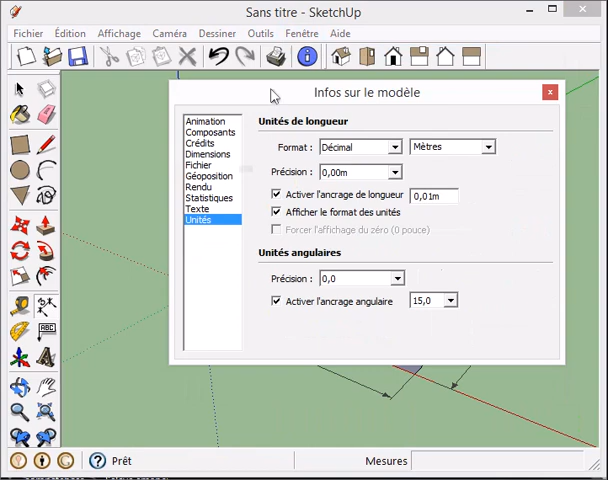 Sans titre - SketchUp
Fichier Édition Affichage Caméra Dessiner Outils Fenêtre Aide
Infos sur le modèle
Animation
Composants
Crédits
Dimensions
Fichier
Géoposition
Rendu
Statistiques
Texte
Unités
Unités de longueur
Format : Décimal Mètres
Précision : 0,00m
Activer l'ancrage de longueur 0,01m
Afficher le format des unités
Forcer l'affichage du zéro (0 pouce)
Unités angulaires
Précision : 0,0
Activer l'ancrage angulaire 15,0
ABC
Prêt
Mesures